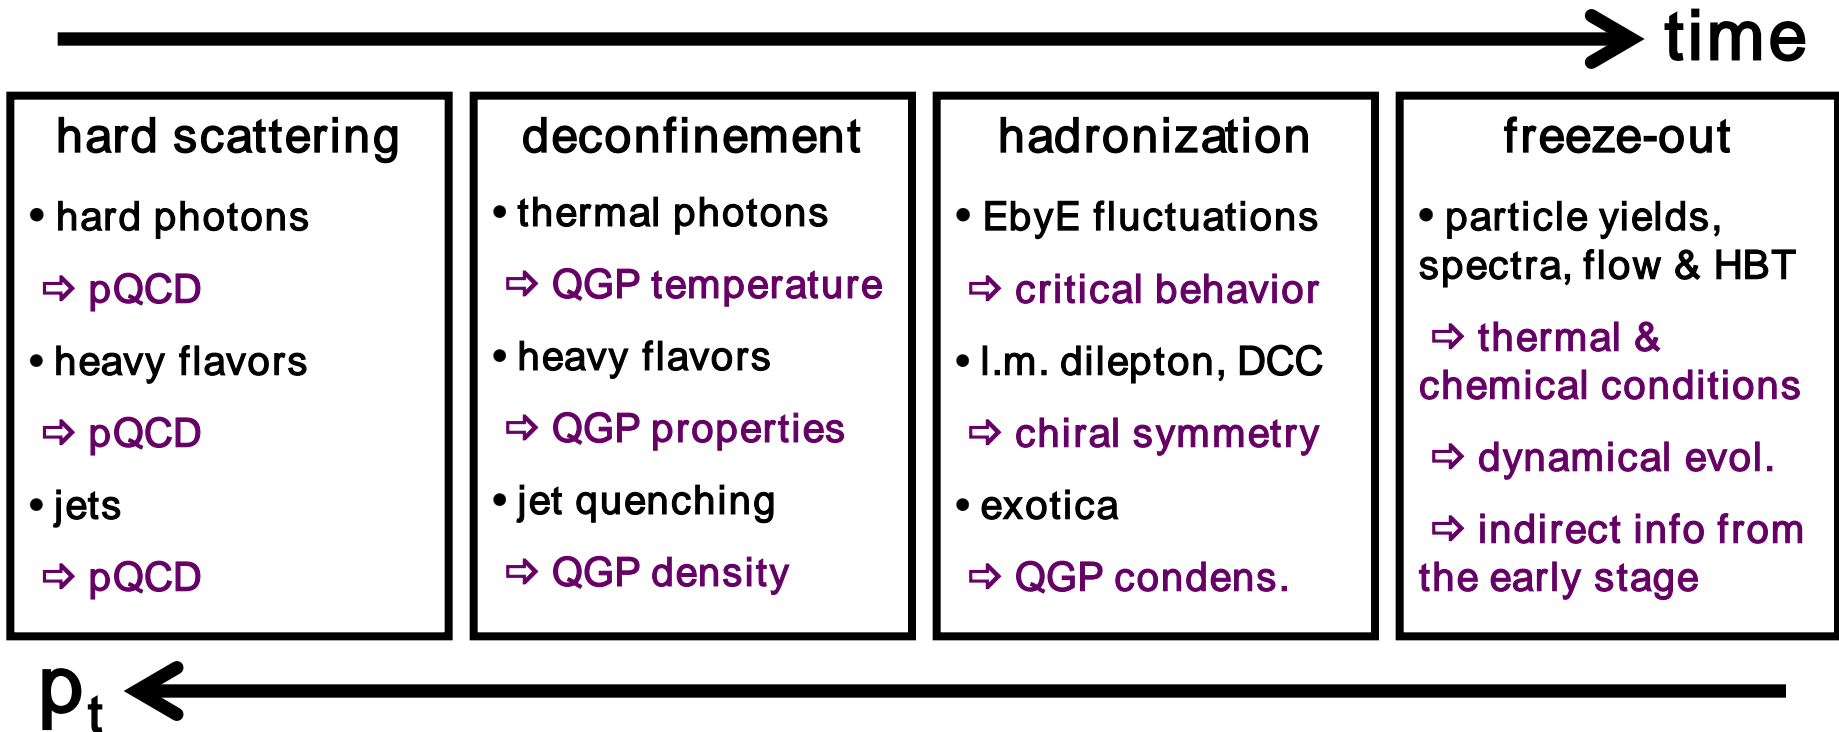 time
hard scattering
• hard photons
⇨ pQCD
• heavy flavors
⇨ pQCD
• jets
⇨ pQCD
deconfinement
• thermal photons
⇨ QGP temperature
• heavy flavors
⇨ QGP properties
• jet quenching
⇨ QGP density
hadronization
• EbyE fluctuations
⇨ critical behavior
• l.m. dilepton, DCC
⇨ chiral symmetry
• exotica
⇨ QGP condens.
freeze-out
• particle yields,
spectra, flow & HBT
⇨ thermal &
chemical conditions
⇨ dynamical evol.
⇨ indirect info from
the early stage
pt